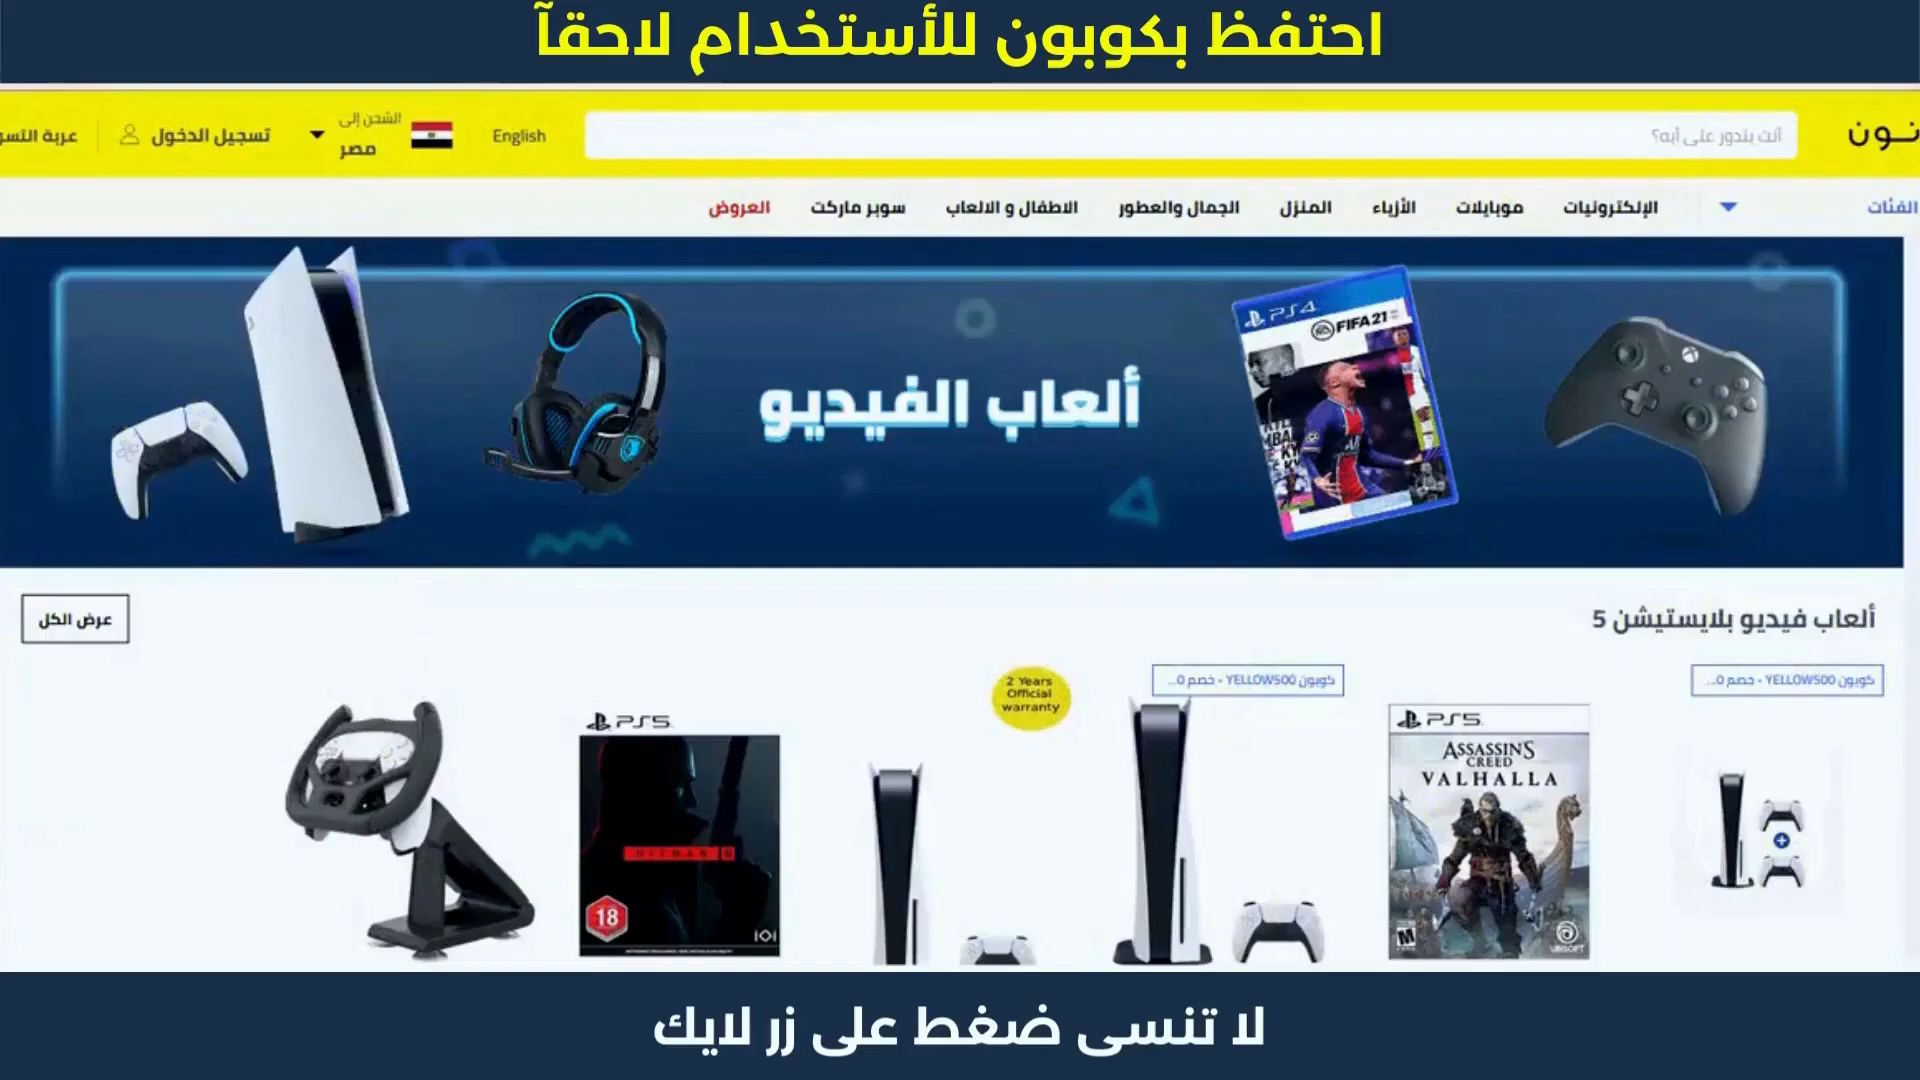 احتفظ بكوبون للأستخدام لاحقآ
نون
أنت بتدور على أيه؟
English
الشحن إلى
مصر
تسجيل الدخول
عربة
الفئات
الإلكترونيات
موبايلات
الأزياء
المنزل
الجمال والعطور
الاطفال و الالعاب
سوبر ماركت
العروض
ألعاب الفيديو
PS4
FIFA 21
ألعاب فيديو بلايستيشن 5
عرض الكل
كوبون YELLOW500 - خصم 0...
كوبون YELLOW500 - خصم 0...
2 Years
Official
warranty
PS5
ASSASSIN'S
CREED
VALHALLA
M
UBISOFT
PS5
HITMAN
18
IOI
لا تنسى ضغط على زر لايك